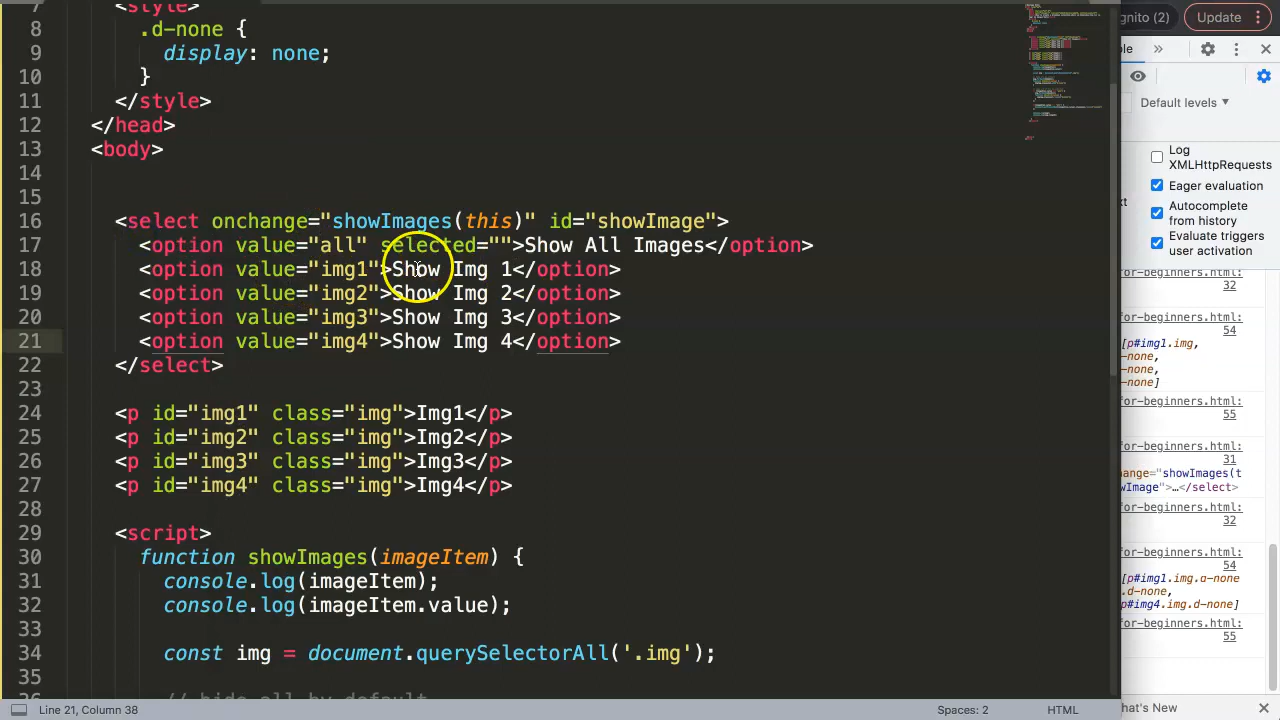 7 <style>
8 .d-none {
9 display: none;
10 }
11 </style>
12 </head>
13 <body>
14
15
16 <select onchange="showImages(this)" id="showImage">
17 <option value="all" selected="">Show All Images</option>
18 <option value="img1">Show Img 1</option>
19 <option value="img2">Show Img 2</option>
20 <option value="img3">Show Img 3</option>
21 <option value="img4">Show Img 4</option>
22 </select>
23
24 <p id="img1" class="img">Img1</p>
25 <p id="img2" class="img">Img2</p>
26 <p id="img3" class="img">Img3</p>
27 <p id="img4" class="img">Img4</p>
28
29 <script>
30 function showImages(imageItem) {
31 console.log(imageItem);
32 console.log(imageItem.value);
33
34 const img = document.querySelectorAll('.img');
35
// hide all by default
Line 21, Column 38
Spaces: 2
HTML
gnito (2)
Update
Default levels
Log
XMLHttpRequests
Eager evaluation
Autocomplete
from history
Evaluate triggers
user activation
32
for-beginners.html:
54
[p#img1.img,
-none,
-none,
-none]
for-beginners.html:
55
for-beginners.html:
31
ange="showImages(t
wImage">…</select>
for-beginners.html:
32
for-beginners.html:
54
.d-none,
p#img4.img.d-none]
for-beginners.html:
55
hat's New